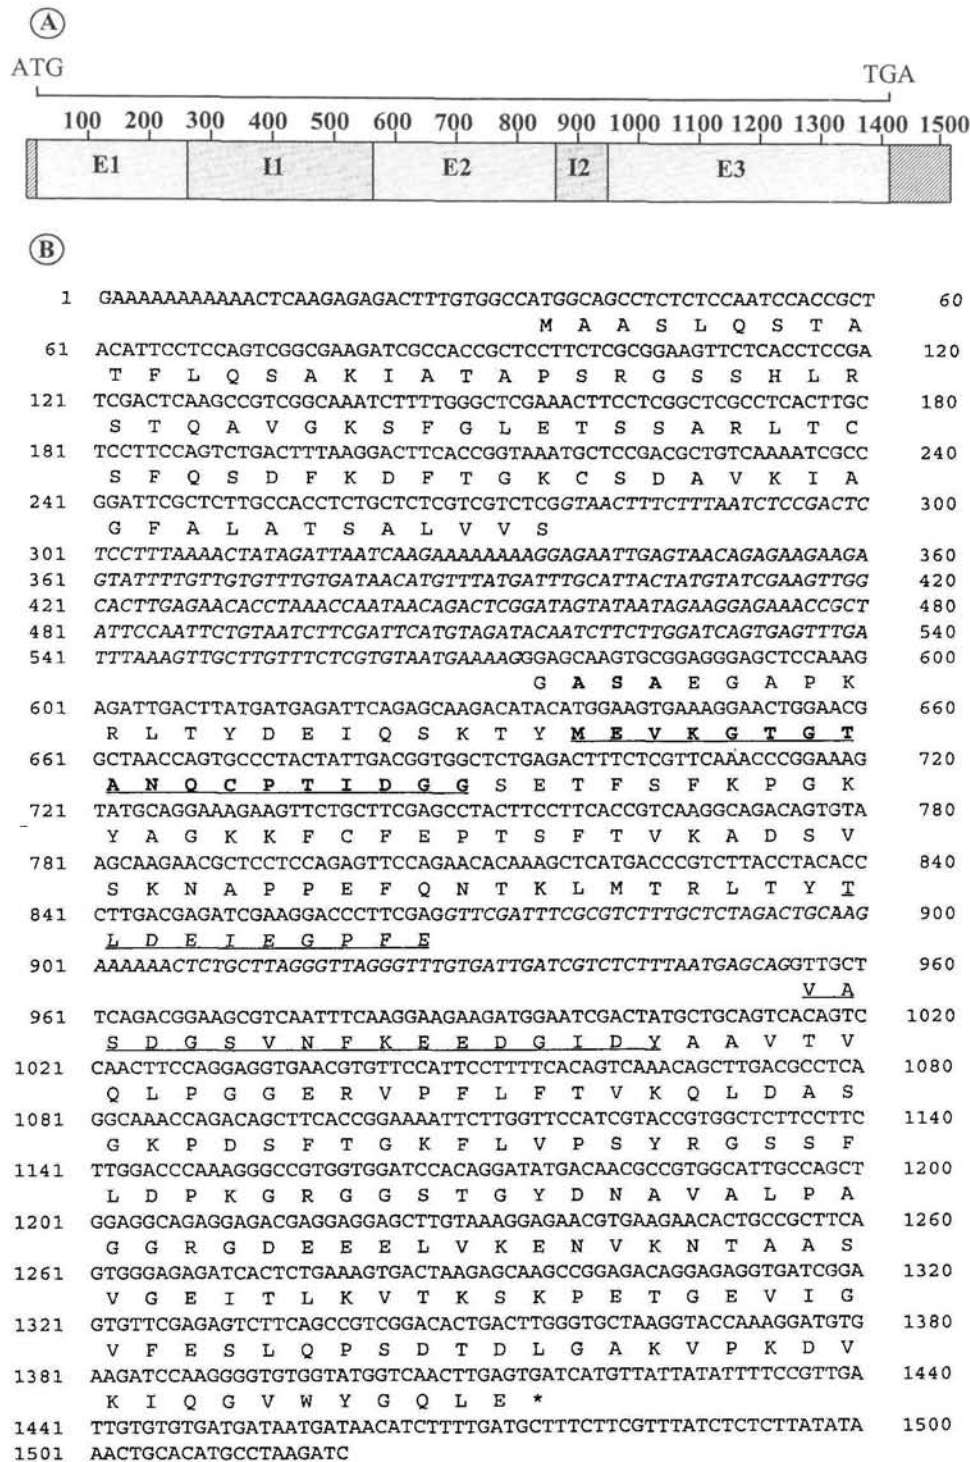 A
ATG TGA
100 200 300 400 500 600 700 800 900 1000 1100 1200 1300 1400 1500
E1 I1 E2 I2 E3
B
1 GAAAAAAAAAAAACTCAAGAGAGACTTTGTGGCCATGGCAGCCTCTCTCCAATCCACCGCT 60
M A A S L Q S T A
61 ACATTCCTCCAGTCGGCGAAGATCGCCACCGCTCCTTCTCGCGGAAGTTCTCACCTCCGA 120
T F L Q S A K I A T A P S R G S S H L R
121 TCGACTCAAGCCGTCGGCAAATCTTTTGGGCTCGAAACTTCCTCGGCTCGCCTCACTTGC 180
S T Q A V G K S F G L E T S S A R L T C
181 TCCTTCCAGTCTGACTTTAAGGACTTCACCGGTAAATGCTCCGACGCTGTCAAAATCGCC 240
S F Q S D F K D F T G K C S D A V K I A
241 GGATTCGCTCTTGCCACCTCTGCTCTCGTCGTCTCGGTAACTTTCTTTAATCTCCGACTC 300
G F A L A T S A L V V S
301 TCCTTTAAAACTATAGATTAATCAAGAAAAAAAAGGAGAATTGAGTAACAGAGAAGAAGA 360
361 GTATTTTGTTGTGTTTGTGATAACATGTTTATGATTTGCATTACTATGTATCGAAGTTGG 420
421 CACTTGAGAACACCTAAACCAATAACAGACTCGGATAGTATAATAGAAGGAGAAACCGCT 480
481 ATTCCAATTCTGTAATCTTCGATTCATGTAGATACAATCTTCTTGGATCAGTGAGTTTGA 540
541 TTTAAAGTTGCTTGTTTCTCGTGTAATGAAAAGGGAGCAAGTGCGGAGGGAGCTCCAAAG 600
G A S A E G A P K
601 AGATTGACTTATGATGAGATTCAGAGCAAGACATACATGGAAGTGAAAGGAACTGGAACG 660
R L T Y D E I Q S K T Y M E V K G T G T
661 GCTAACCAGTGCCCTACTATTGACGGTGGCTCTGAGACTTTCTCGTTCAAACCCGGAAAG 720
A N Q C P T I D G G S E T F S F K P G K
721 TATGCAGGAAAGAAGTTCTGCTTCGAGCCTACTTCCTTCACCGTCAAGGCAGACAGTGTA 780
Y A G K K F C F E P T S F T V K A D S V
781 AGCAAGAACGCTCCTCCAGAGTTCCAGAACACAAAGCTCATGACCCGTCTTACCTACACC 840
S K N A P P E F Q N T K L M T R L T Y T
841 CTTGACGAGATCGAAGGACCCTTCGAGGTTCGATTTCGCGTCTTTGCTCTAGACTGCAAG 900
L D E I E G P F E
901 AAAAAACTCTGCTTAGGGTTAGGGTTTGTGATTGATCGTCTCTTTAATGAGCAGGTTGCT 960
V A
961 TCAGACGGAAGCGTCAATTTCAAGGAAGAAGATGGAATCGACTATGCTGCAGTCACAGTC 1020
S D G S V N F K E E D G I D Y A A V T V
1021 CAACTTCCAGGAGGTGAACGTGTTCCATTCCTTTTCACAGTCAAACAGCTTGACGCCTCA 1080
Q L P G G E R V P F L F T V K Q L D A S
1081 GGCAAACCAGACAGCTTCACCGGAAAATTCTTGGTTCCATCGTACCGTGGCTCTTCCTTC 1140
G K P D S F T G K F L V P S Y R G S S F
1141 TTGGACCCAAAGGGCCGTGGTGGATCCACAGGATATGACAACGCCGTGGCATTGCCAGCT 1200
L D P K G R G G S T G Y D N A V A L P A
1201 GGAGGCAGAGGAGACGAGGAGGAGCTTGTAAAGGAGAACGTGAAGAACACTGCCGCTTCA 1260
G G R G D E E E L V K E N V K N T A A S
1261 GTGGGAGAGATCACTCTGAAAGTGACTAAGAGCAAGCCGGAGACAGGAGAGGTGATCGGA 1320
V G E I T L K V T K S K P E T G E V I G
1321 GTGTTCGAGAGTCTTCAGCCGTCGGACACTGACTTGGGTGCTAAGGTACCAAAGGATGTG 1380
V F E S L Q P S D T D L G A K V P K D V
1381 AAGATCCAAGGGGTGTGGTATGGTCAACTTGAGTGATCATGTTATTATATTTTCCGTTGA 1440
K I Q G V W Y G Q L E *
1441 TTGTGTGTGATGATAATGATAACATCTTTTGATGCTTTCTTCGTTTATCTCTCTTATATA 1500
1501 AACTGCACATGCCTAAGATC